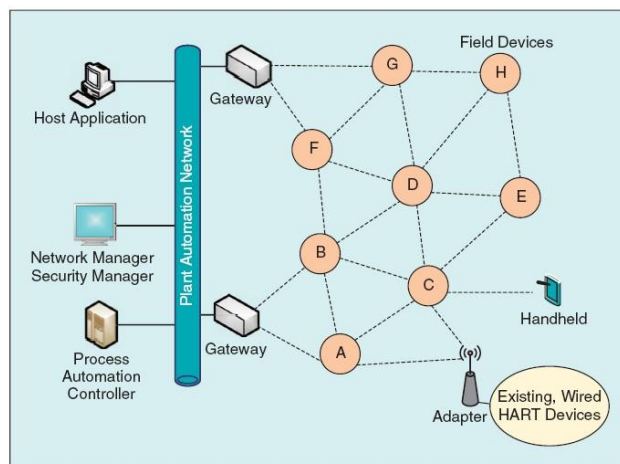 Field Devices
G
H
Gateway
Host Application
F
D
E
Plant Automation Network
B
Network Manager
Security Manager
C
Handheld
Gateway
A
Process
Automation
Controller
Adapter
Existing, Wired
HART Devices